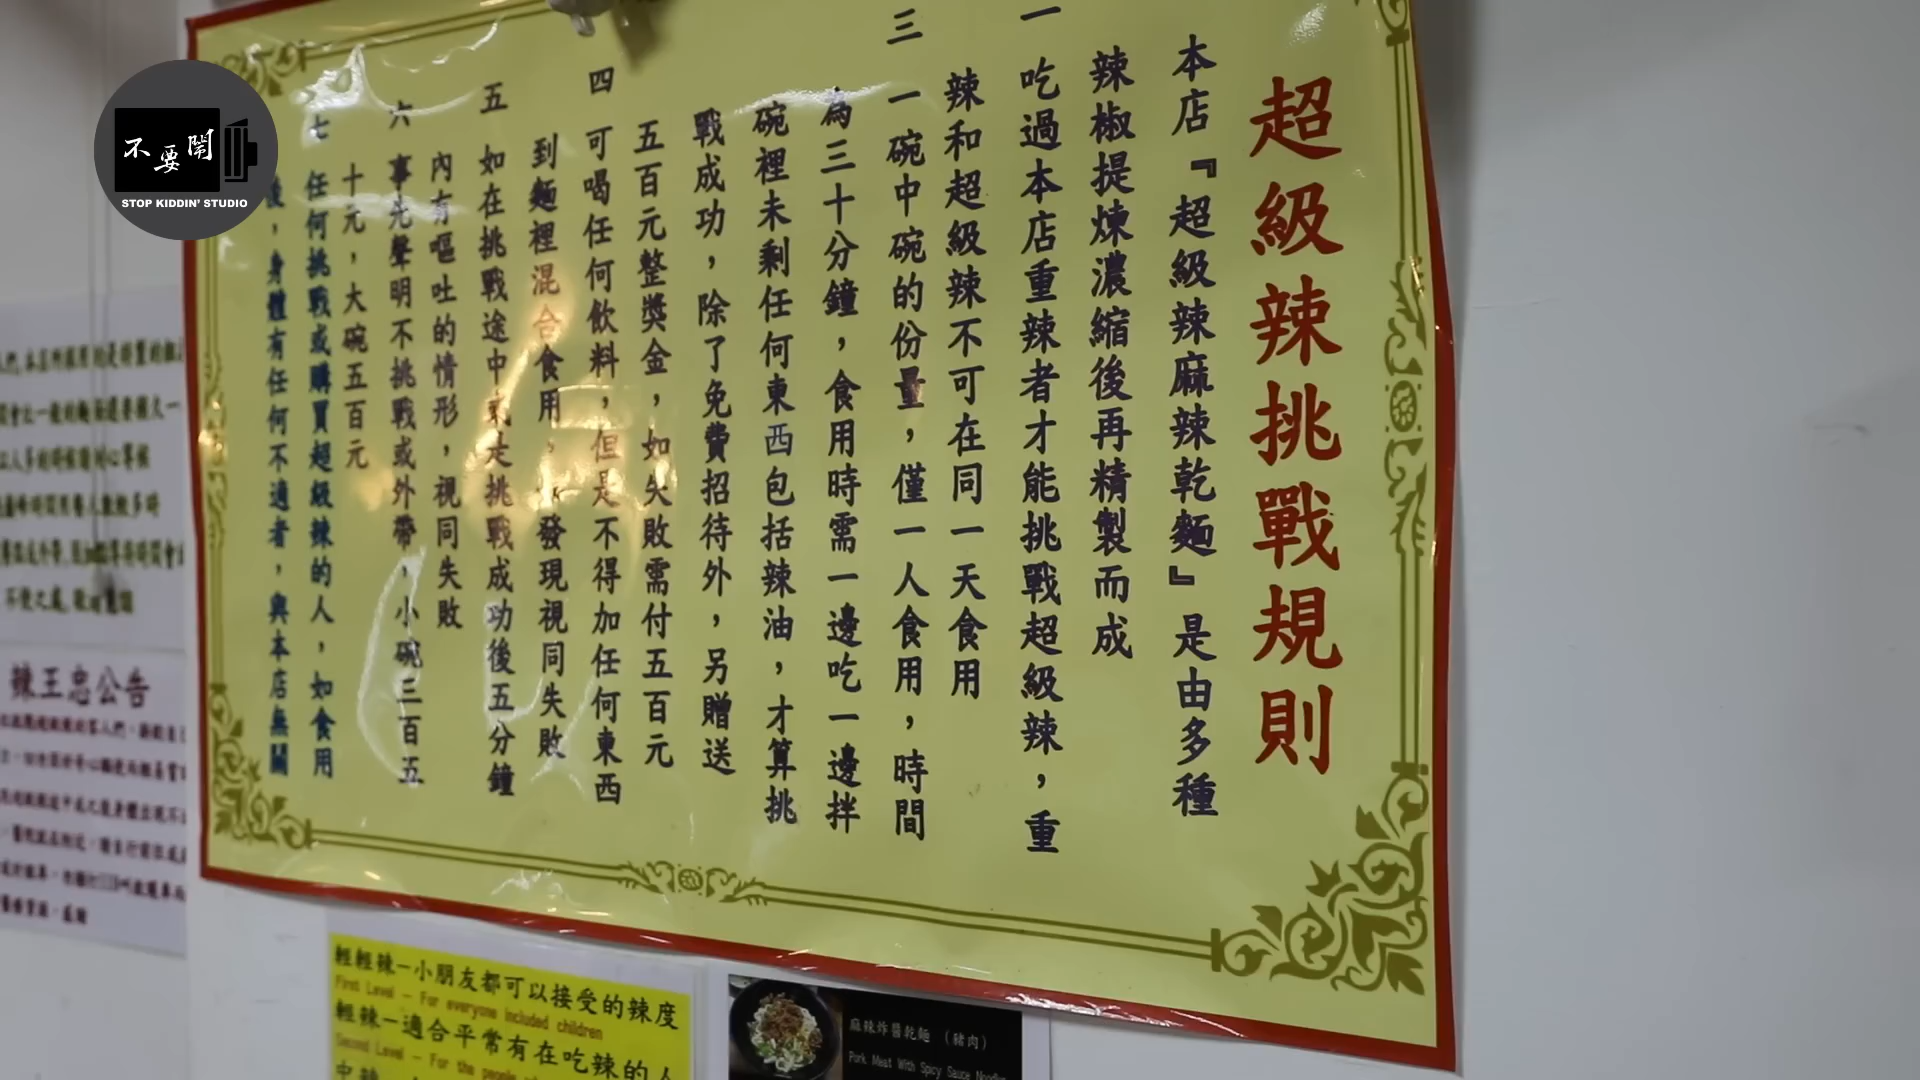 超級辣挑戰規則
本店『超級辣麻辣乾麵』是由多種
辣椒提煉濃縮後再精製而成
一 吃過本店重辣者才能挑戰超級辣，重
辣和超級辣不可在同一天食用
三 一碗中碗的份量，僅一人食用，時間
為三十分鐘，食用時需一邊吃一邊拌
碗裡未剩任何東西包括辣油，才算挑
戰成功，除了免費招待外，另贈送
五百元整獎金，如失敗需付五百元
四 可喝任何飲料，但是不得加任何東西
到麵裡混合食用，發現視同失敗
五 如在挑戰途中或是挑戰成功後五分鐘
內有嘔吐的情形，視同失敗
六 事先聲明不挑戰或外帶，小碗三百五
十元，大碗五百元
七 任何挑戰或購買超級辣的人，如食用
後，身體有任何不適者，與本店無關
不要鬧
STOP KIDDIN' STUDIO
辣王忠公告
輕輕辣－小朋友都可以接受的辣度
First Level - For everyone included children
輕辣－適合平常有在吃辣的人
Second Level - For the people
中辣
麻辣炸醬乾麵 （豬肉）
Pork Meat With Spicy Sauce Noodles